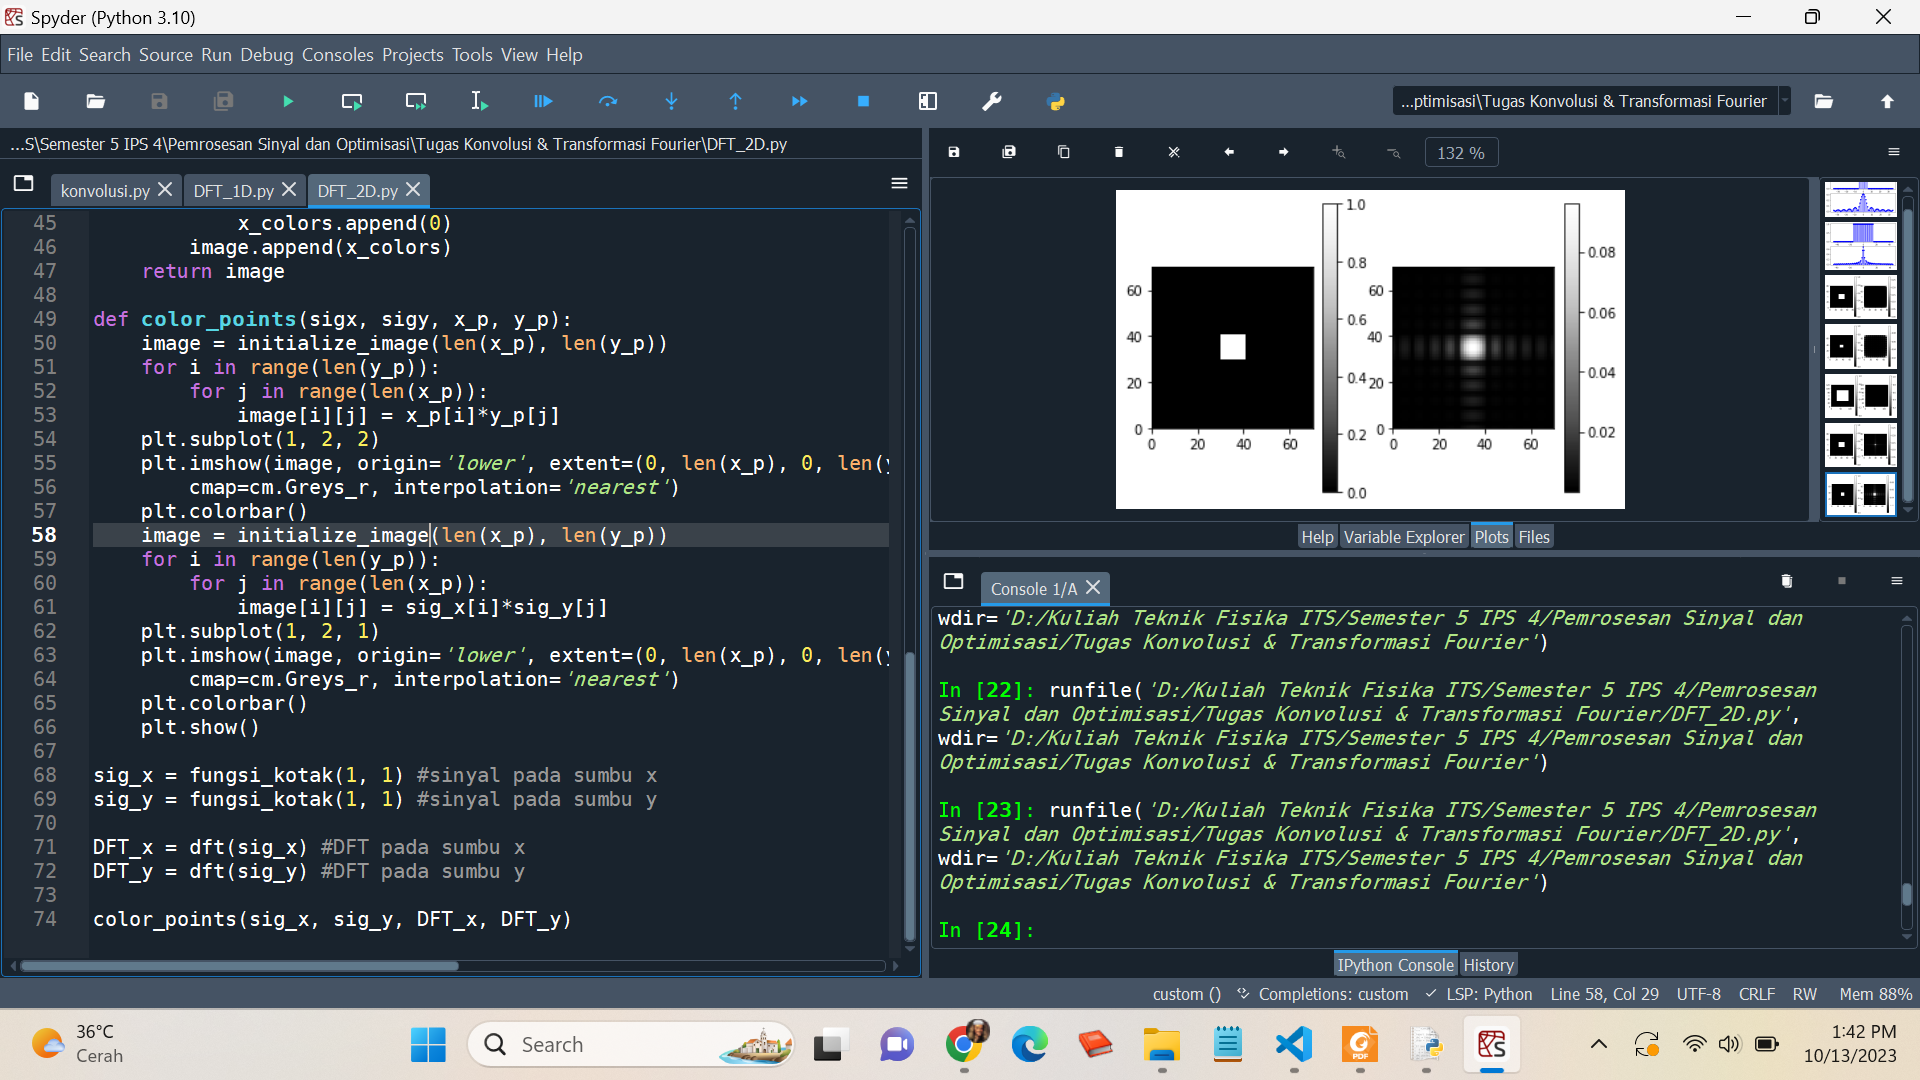 Spyder (Python 3.10)
File Edit Search Source Run Debug Consoles Projects Tools View Help
...ptimisasi\Tugas Konvolusi & Transformasi Fourier
...S\Semester 5 IPS 4\Pemrosesan Sinyal dan Optimisasi\Tugas Konvolusi & Transformasi Fourier\DFT_2D.py
konvolusi.py DFT_1D.py DFT_2D.py
45 x_colors.append(0)
46 image.append(x_colors)
47 return image
48
49 def color_points(sigx, sigy, x_p, y_p):
50 image = initialize_image(len(x_p), len(y_p))
51 for i in range(len(y_p)):
52 for j in range(len(x_p)):
53 image[i][j] = x_p[i]*y_p[j]
54 plt.subplot(1, 2, 2)
55 plt.imshow(image, origin='lower', extent=(0, len(x_p), 0, len(y
56 cmap=cm.Greys_r, interpolation='nearest')
57 plt.colorbar()
58 image = initialize_image(len(x_p), len(y_p))
59 for i in range(len(y_p)):
60 for j in range(len(x_p)):
61 image[i][j] = sig_x[i]*sig_y[j]
62 plt.subplot(1, 2, 1)
63 plt.imshow(image, origin='lower', extent=(0, len(x_p), 0, len(y
64 cmap=cm.Greys_r, interpolation='nearest')
65 plt.colorbar()
66 plt.show()
67
68 sig_x = fungsi_kotak(1, 1) #sinyal pada sumbu x
69 sig_y = fungsi_kotak(1, 1) #sinyal pada sumbu y
70
71 DFT_x = dft(sig_x) #DFT pada sumbu x
72 DFT_y = dft(sig_y) #DFT pada sumbu y
73
74 color_points(sig_x, sig_y, DFT_x, DFT_y)
132 %
60
40
20
0
0 20 40 60
1.0
0.8
0.6
0.4
0.2
0.0
60
40
20
0
0 20 40 60
0.08
0.06
0.04
0.02
Help Variable Explorer Plots Files
Console 1/A
wdir='D:/Kuliah Teknik Fisika ITS/Semester 5 IPS 4/Pemrosesan Sinyal dan
Optimisasi/Tugas Konvolusi & Transformasi Fourier')
In [22]: runfile('D:/Kuliah Teknik Fisika ITS/Semester 5 IPS 4/Pemrosesan
Sinyal dan Optimisasi/Tugas Konvolusi & Transformasi Fourier/DFT_2D.py',
wdir='D:/Kuliah Teknik Fisika ITS/Semester 5 IPS 4/Pemrosesan Sinyal dan
Optimisasi/Tugas Konvolusi & Transformasi Fourier')
In [23]: runfile('D:/Kuliah Teknik Fisika ITS/Semester 5 IPS 4/Pemrosesan
Sinyal dan Optimisasi/Tugas Konvolusi & Transformasi Fourier/DFT_2D.py',
wdir='D:/Kuliah Teknik Fisika ITS/Semester 5 IPS 4/Pemrosesan Sinyal dan
Optimisasi/Tugas Konvolusi & Transformasi Fourier')
In [24]:
IPython Console History
custom () Completions: custom LSP: Python Line 58, Col 29 UTF-8 CRLF RW Mem 88%
36°C
Cerah
Search
PDF
1:42 PM
10/13/2023